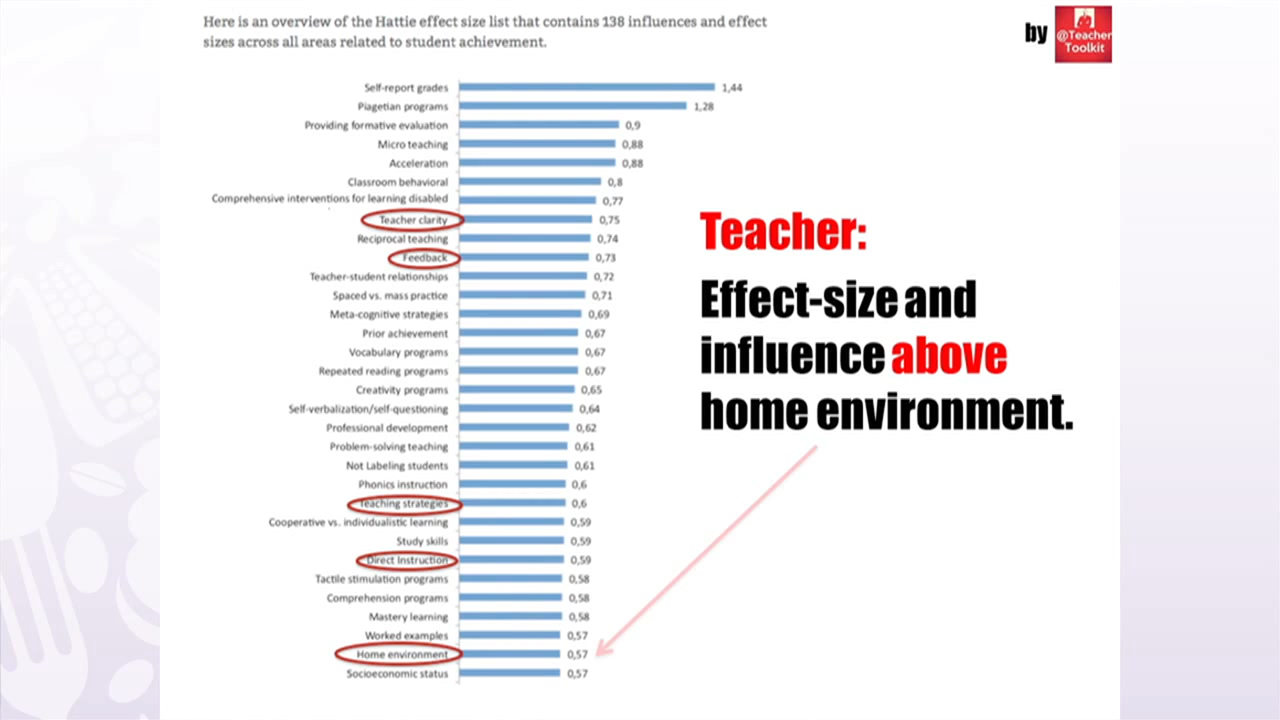 Here is an overview of the Hattie effect size list that contains 138 influences and effect
sizes across all areas related to student achievement.
by
@Teacher
Toolkit
Self-report grades 1,44
Piagetian programs 1,28
Providing formative evaluation 0,9
Micro teaching 0,88
Acceleration 0,88
Classroom behavioral 0,8
Comprehensive interventions for learning disabled 0,77
Teacher clarity 0,75
Reciprocal teaching 0,74
Feedback 0,73
Teacher-student relationships 0,72
Spaced vs. mass practice 0,71
Meta-cognitive strategies 0,69
Prior achievement 0,67
Vocabulary programs 0,67
Repeated reading programs 0,67
Creativity programs 0,65
Self-verbalization/self-questioning 0,64
Professional development 0,62
Problem-solving teaching 0,61
Not Labeling students 0,61
Phonics instruction 0,6
Teaching strategies 0,6
Cooperative vs. individualistic learning 0,59
Study skills 0,59
Direct Instruction 0,59
Tactile stimulation programs 0,58
Comprehension programs 0,58
Mastery learning 0,58
Worked examples 0,57
Home environment 0,57
Socioeconomic status 0,57
Teacher:
Effect-size and
influence above
home environment.